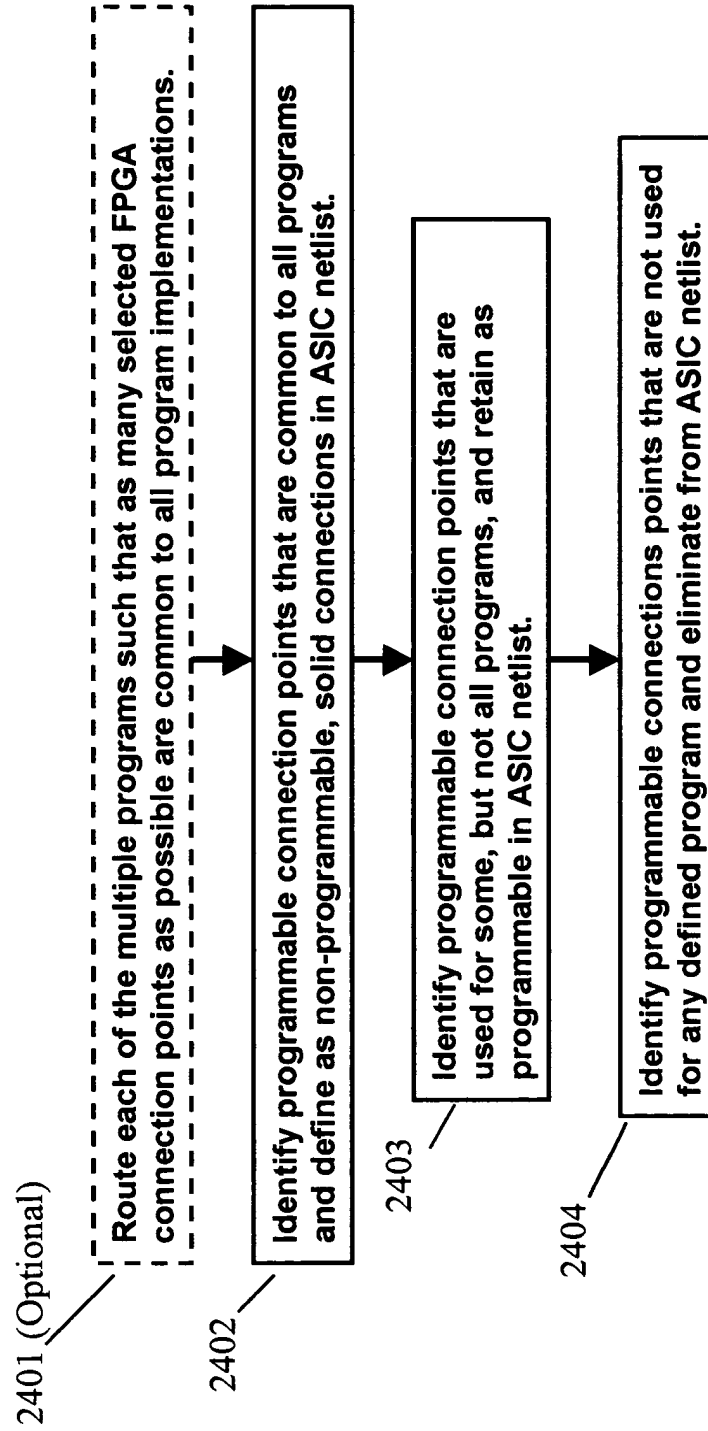 2401 (Optional)
Route each of the multiple programs such that as many selected FPGA
connection points as possible are common to all program implementations.
2402
Identify programmable connection points that are common to all programs
and define as non-programmable, solid connections in ASIC netlist.
2403
Identify programmable connection points that are
used for some, but not all programs, and retain as
programmable in ASIC netlist.
2404
Identify programmable connections points that are not used
for any defined program and eliminate from ASIC netlist.